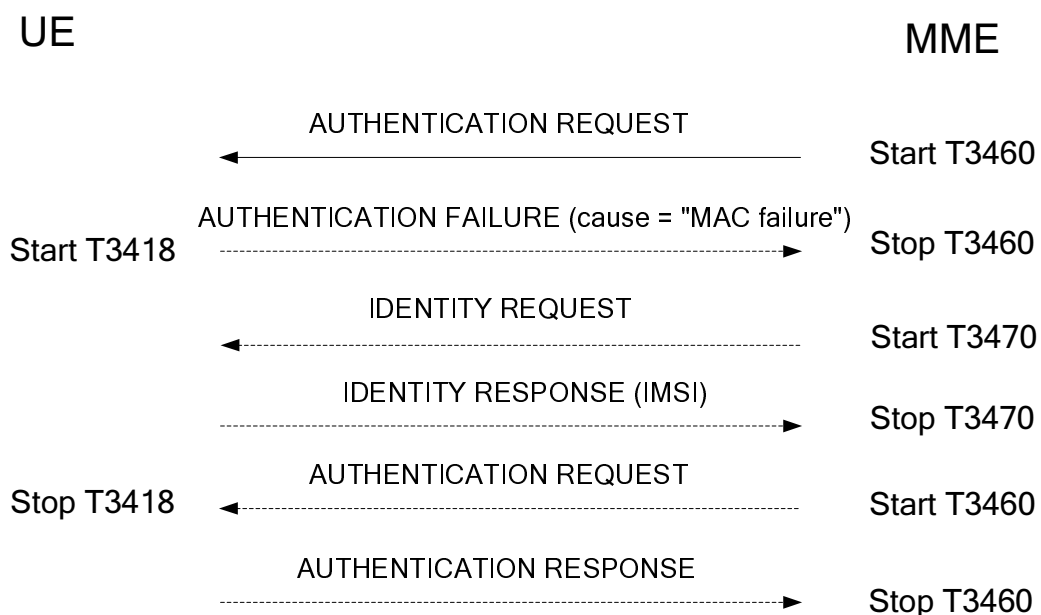 UE
MME
AUTHENTICATION REQUEST
Start T3460
AUTHENTICATION FAILURE (cause = "MAC failure")
Start T3418
Stop T3460
IDENTITY REQUEST
Start T3470
IDENTITY RESPONSE (IMSI)
Stop T3470
AUTHENTICATION REQUEST
Stop T3418
Start T3460
AUTHENTICATION RESPONSE
Stop T3460